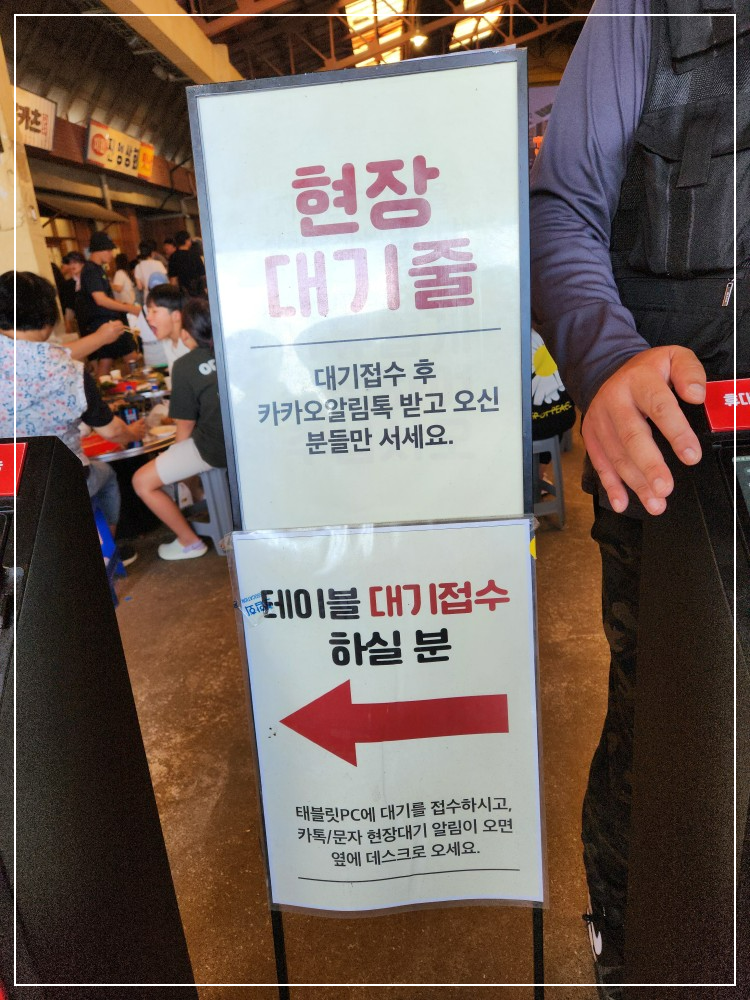 현장
대기줄
대기접수 후
카카오알림톡 받고 오신
분들만 서세요.
테이블 대기접수
하실 분
태블릿PC에 대기를 접수하시고,
카톡/문자 현장대기 알림이 오면
옆에 데스크로 오세요.